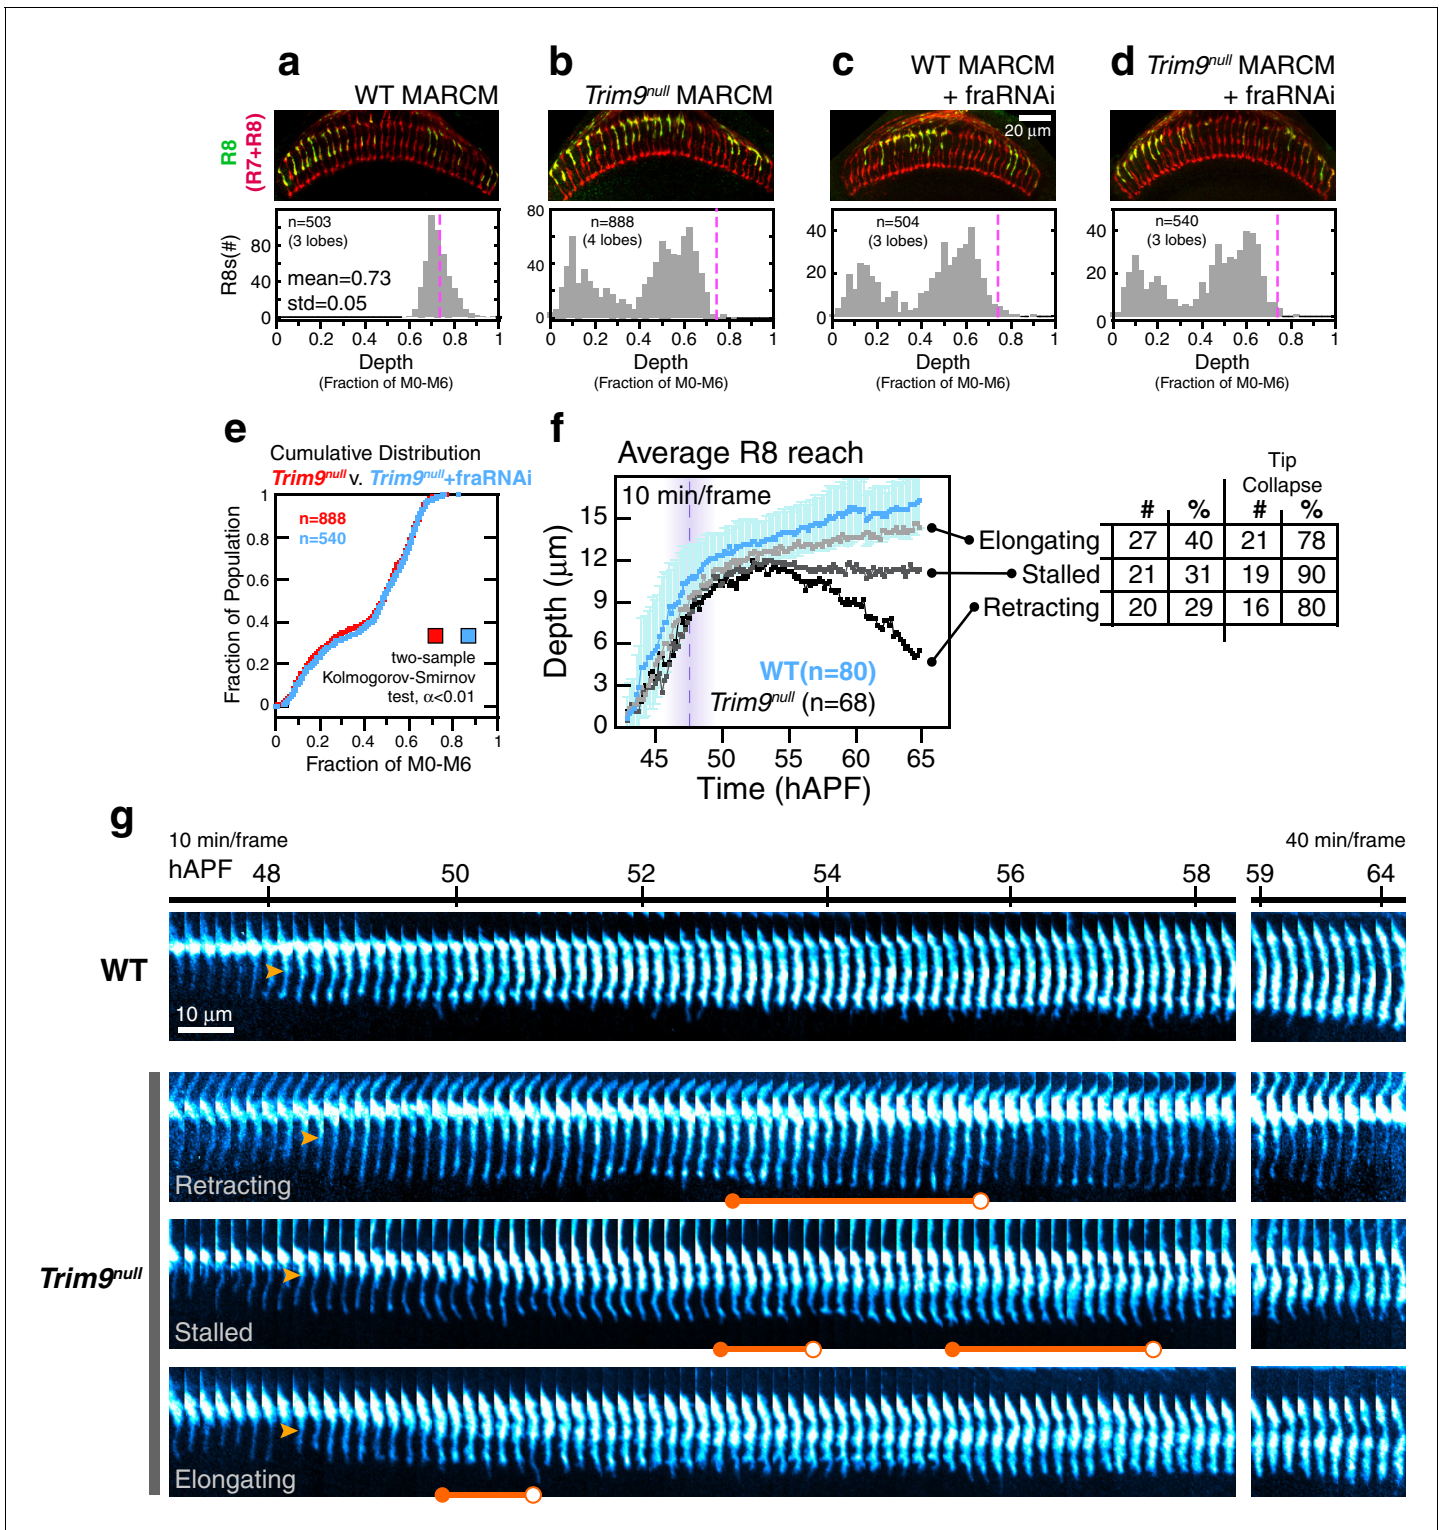 a
WT MARCM
b
Trim9null MARCM
c
WT MARCM
+ fraRNAi
d
Trim9null MARCM
+ fraRNAi
R8
(R7+R8)
20 μm
R8s(#)
80
40
0
n=503
(3 lobes)
mean=0.73
std=0.05
0 0.2 0.4 0.6 0.8 1
Depth
(Fraction of M0-M6)
80
40
0
n=888
(4 lobes)
0 0.2 0.4 0.6 0.8 1
Depth
(Fraction of M0-M6)
40
20
0
n=504
(3 lobes)
0 0.2 0.4 0.6 0.8 1
Depth
(Fraction of M0-M6)
40
20
0
n=540
(3 lobes)
0 0.2 0.4 0.6 0.8 1
Depth
(Fraction of M0-M6)
e
Cumulative Distribution
Trim9null v. Trim9null+fraRNAi
Fraction of Population
1
0.8
0.6
0.4
0.2
0
n=888
n=540
two-sample
Kolmogorov-Smirnov
test, α<0.01
0 0.2 0.4 0.6 0.8 1
Fraction of M0-M6
f
Average R8 reach
10 min/frame
Depth (μm)
15
12
9
6
3
0
WT(n=80)
Trim9null (n=68)
45 50 55 60 65
Time (hAPF)
Tip
Collapse
# % # %
Elongating 27 40 21 78
Stalled 21 31 19 90
Retracting 20 29 16 80
g
10 min/frame
40 min/frame
hAPF 48 50 52 54 56 58 59 64
WT
10 μm
Retracting
Trim9null
Stalled
Elongating